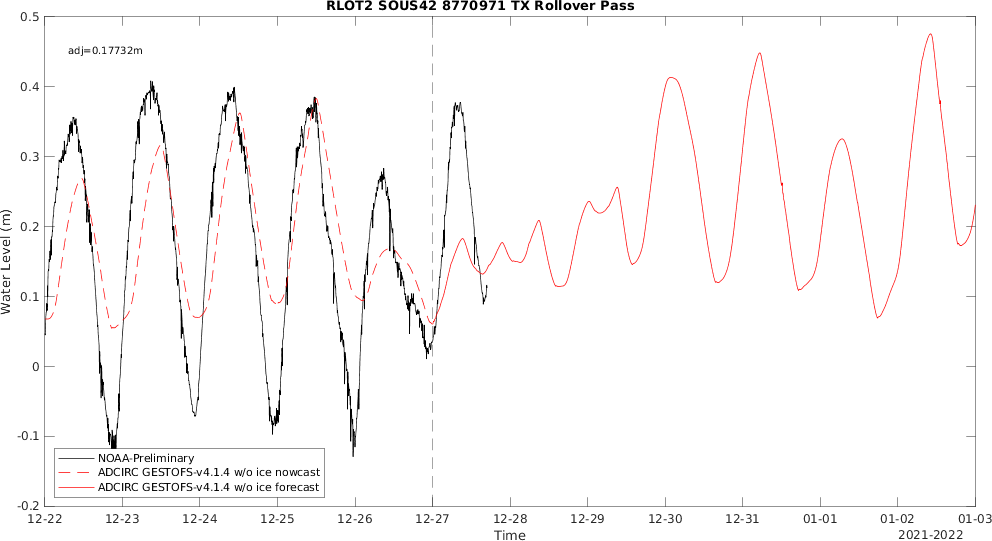 RLOT2 SOUS42 8770971 TX Rollover Pass
adj=0.17732m
0.5
0.4
0.3
0.2
0.1
0
-0.1
-0.2
Water Level (m)
NOAA-Preliminary
ADCIRC GESTOFS-v4.1.4 w/o ice nowcast
ADCIRC GESTOFS-v4.1.4 w/o ice forecast
12-22 12-23 12-24 12-25 12-26 12-27 12-28 12-29 12-30 12-31 01-01 01-02 01-03
Time
2021-2022